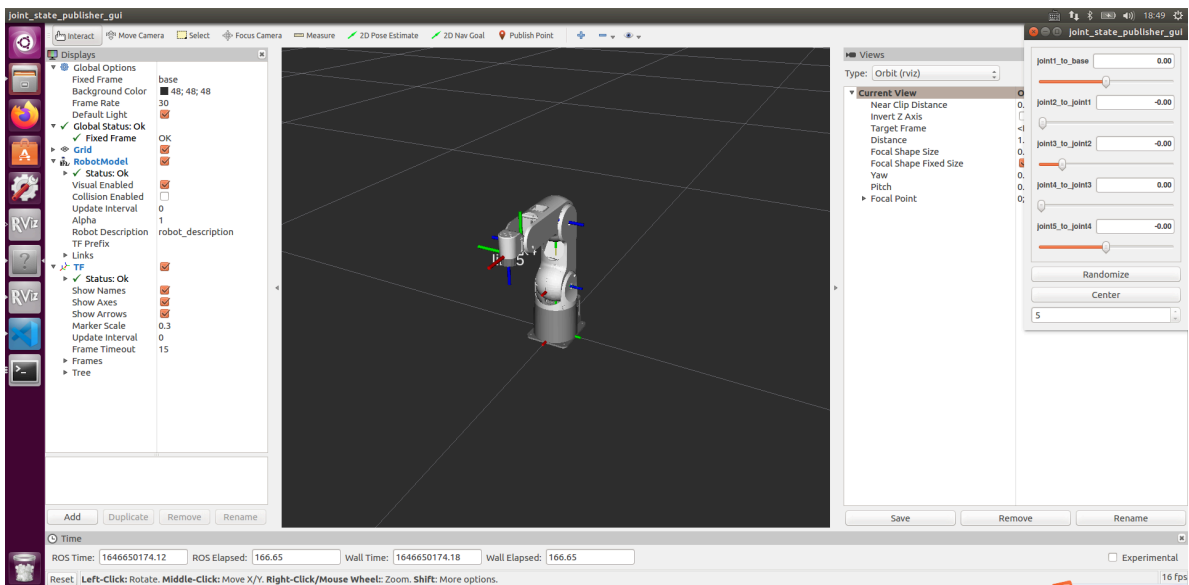 joint_state_publisher_gui
18:49
Interact Move Camera Select Focus Camera Measure 2D Pose Estimate 2D Nav Goal Publish Point
joint_state_publisher_gui
Displays
Global Options
Fixed Frame base
Background Color 48; 48; 48
Frame Rate 30
Default Light
Global Status: Ok
Fixed Frame OK
Grid
RobotModel
Status: Ok
Visual Enabled
Collision Enabled
Update Interval 0
Alpha 1
Robot Description robot_description
TF Prefix
Links
TF
Status: Ok
Show Names
Show Axes
Show Arrows
Marker Scale 0.3
Update Interval 0
Frame Timeout 15
Frames
Tree
Add Duplicate Remove Rename
Views
Type: Orbit (rviz)
Current View
Near Clip Distance 0.
Invert Z Axis
Target Frame
Distance 1.
Focal Shape Size 0.
Focal Shape Fixed Size
Yaw 0.
Pitch 0.
Focal Point 0;
Save Remove Rename
joint1_to_base 0.00
joint2_to_joint1 -0.00
joint3_to_joint2 -0.00
joint4_to_joint3 0.00
joint5_to_joint4 -0.00
Randomize
Center
5
RViz
RViz
Time
ROS Time: 1646650174.12 ROS Elapsed: 166.65 Wall Time: 1646650174.18 Wall Elapsed: 166.65 Experimental
Reset Left-Click: Rotate. Middle-Click: Move X/Y. Right-Click/Mouse Wheel: Zoom. Shift: More options. 16 fps